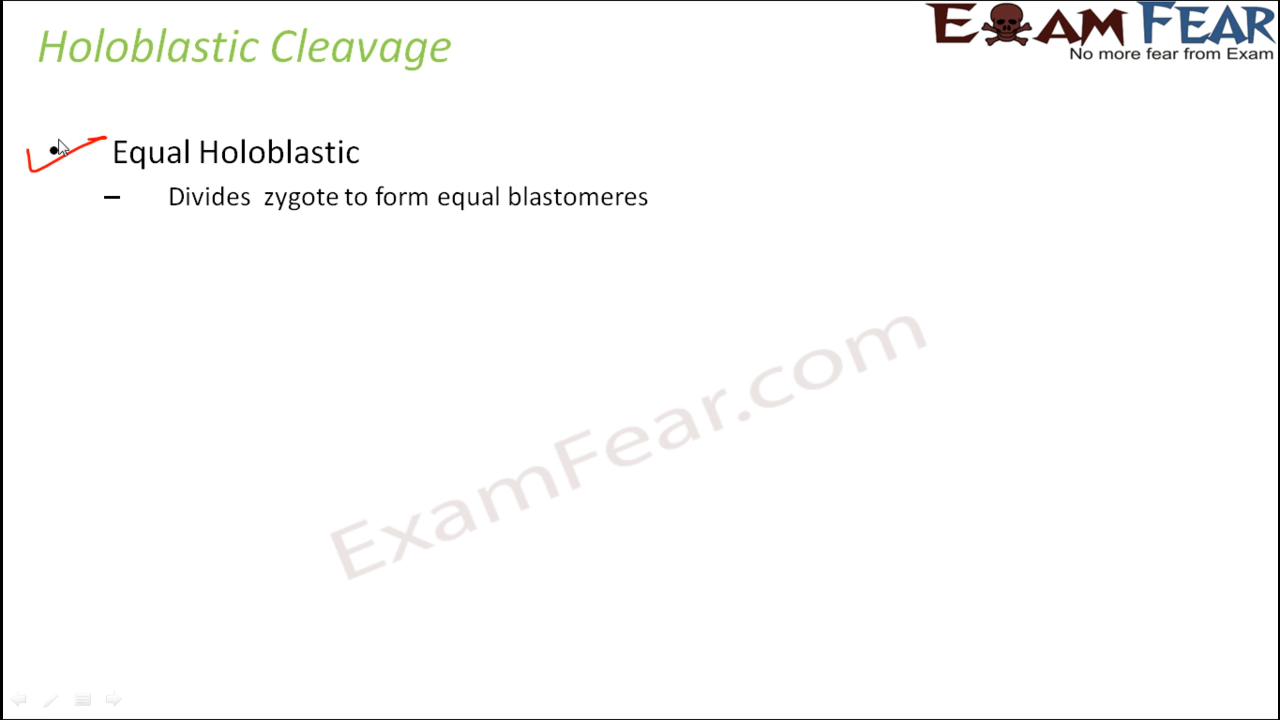 Holoblastic Cleavage
EXAM FEAR
No more fear from Exam
• Equal Holoblastic
– Divides zygote to form equal blastomeres
ExamFear.com